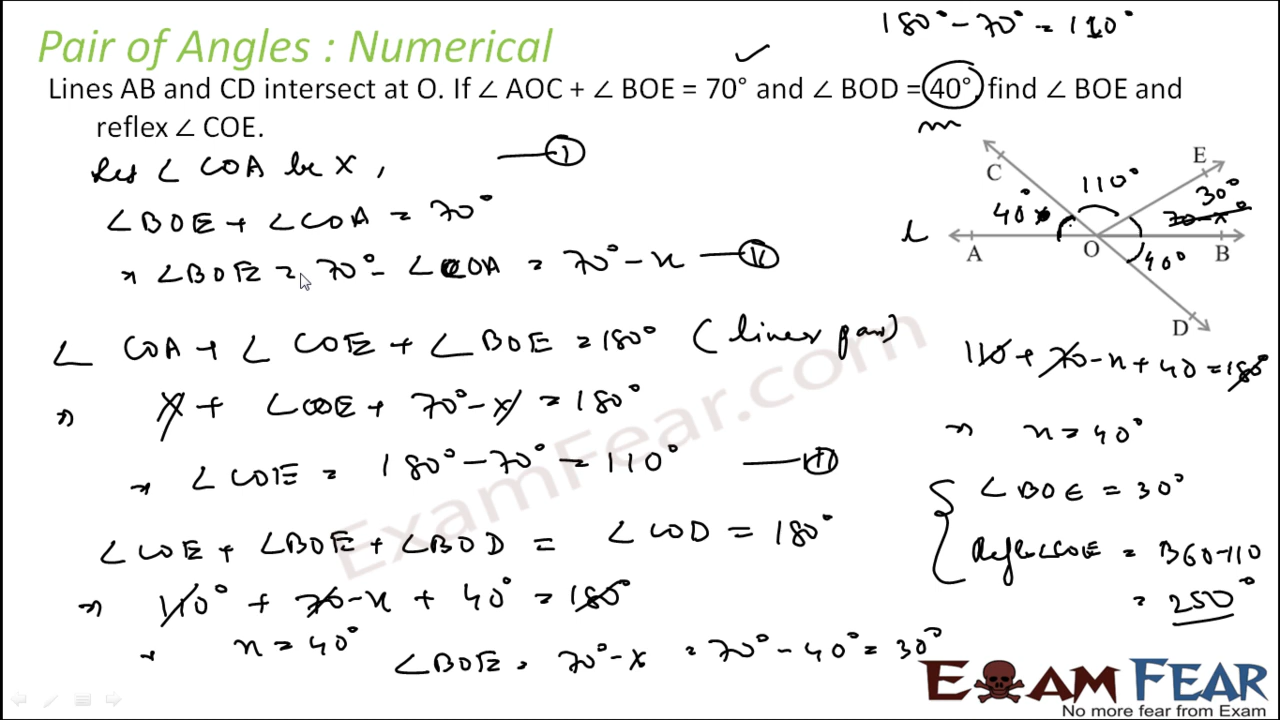 180° - 70° = 110°
Pair of Angles : Numerical
Lines AB and CD intersect at O. If ∠ AOC + ∠ BOE = 70° and ∠ BOD = 40°, find ∠ BOE and
reflex ∠ COE.
Let ∠ COA be x, — I
∠BOE + ∠COA = 70°
⇒ ∠BOE = 70° - ∠COA = 70° - x — II
∠ COA + ∠ COE + ∠ BOE = 180° (liner pair)
⇒ x + ∠COE + 70° - x = 180°
⇒ ∠COE = 180° - 70° = 110° — III
∠COE + ∠BOE + ∠BOD = ∠COD = 180°
⇒ 110° + 70 - x + 40° = 180°
x = 40°
∠BOE = 70° - x = 70° - 40° = 30°
C
E
110°
40°
x
30°
70 - x°
l
A
O
B
40°
D
110 + 70 - x + 40 = 180
⇒ x = 40°
∠BOE = 30°
Reflex ∠COE = 360 - 110
= 250°
ExamFear.com
EXAM FEAR
No more fear from Exam